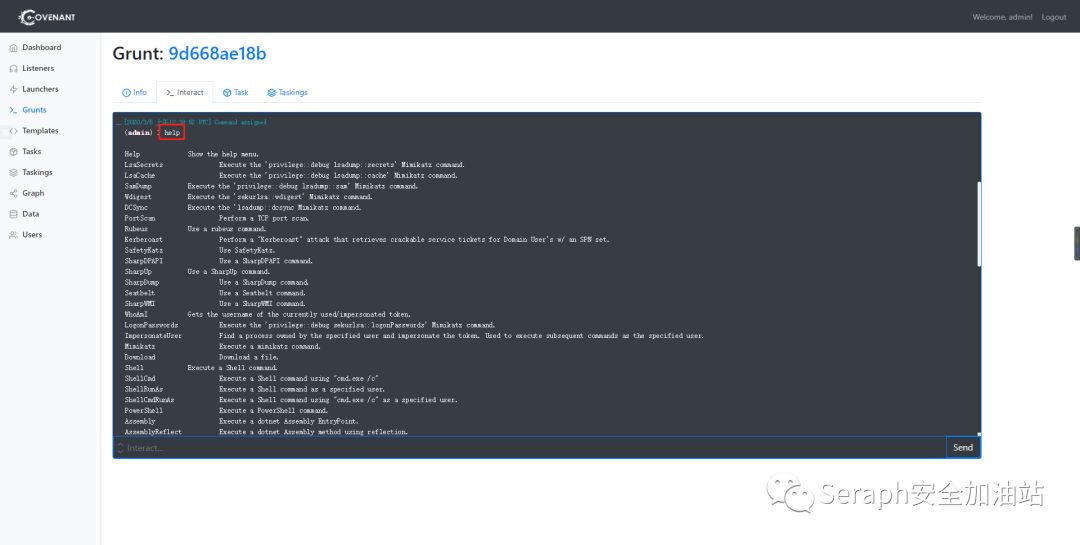 COVENANT
Welcome, admin! Logout
Dashboard
Listeners
Launchers
Grunts
Templates
Tasks
Taskings
Graph
Data
Users
Grunt: 9d668ae18b
Info Interact Task Taskings
UTC] Command assigned
(admin) > help
Help Show the help menu.
LsaSecrets Execute the 'privilege::debug lsadump::secrets' Mimikatz command.
LsaCache Execute the 'privilege::debug lsadump::cache' Mimikatz command.
SamDump Execute the 'privilege::debug lsadump::sam' Mimikatz command.
Wdigest Execute the 'sekurlsa::wdigest' Mimikatz command.
DCSync Execute the 'lsadump::dcsync Mimikatz command.
PortScan Perform a TCP port scan.
Rubeus Use a rubeus command.
Kerberoast Perform a "Kerberoast" attack that retrieves crackable service tickets for Domain User's w/ an SPN set.
SafetyKatz Use SafetyKatz.
SharpDPAPI Use a SharpDPAPI command.
SharpUp Use a SharpUp command.
SharpDump Use a SharpDump command.
Seatbelt Use a Seatbelt command.
SharpWMI Use a SharpWMI command.
WhoAmI Gets the username of the currently used/impersonated token.
LogonPasswords Execute the 'privilege::debug sekurlsa::logonPasswords' Mimikatz command.
ImpersonateUser Find a process owned by the specified user and impersonate the token. Used to execute subsequent commands as the specified user.
Mimikatz Execute a mimikatz command.
Download Download a file.
Shell Execute a Shell command.
ShellCmd Execute a Shell command using "cmd.exe /c"
ShellRunAs Execute a Shell command as a specified user.
ShellCmdRunAs Execute a Shell command using "cmd.exe /c" as a specified user.
PowerShell Execute a PowerShell command.
Assembly Execute a dotnet Assembly EntryPoint.
AssemblyReflect Execute a dotnet Assembly method using reflection.
Interact... Send
Seraph安全加油站